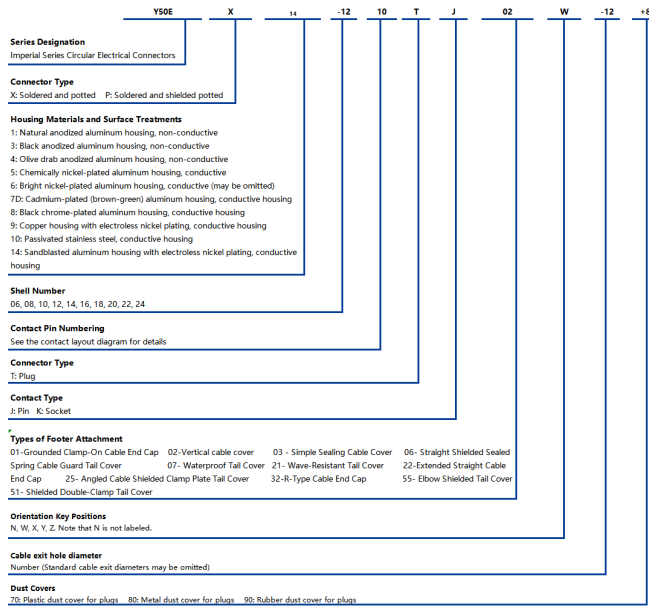 Y50E X 14 -12 10 T J 02 W -12 +8
Series Designation
Imperial Series Circular Electrical Connectors
Connector Type
X: Soldered and potted P: Soldered and shielded potted
Housing Materials and Surface Treatments
1: Natural anodized aluminum housing, non-conductive
3: Black anodized aluminum housing, non-conductive
4: Olive drab anodized aluminum housing, non-conductive
5: Chemically nickel-plated aluminum housing, conductive
6: Bright nickel-plated aluminum housing, conductive (may be omitted)
7D: Cadmium-plated (brown-green) aluminum housing, conductive housing
8: Black chrome-plated aluminum housing, conductive housing
9: Copper housing with electroless nickel plating, conductive housing
10: Passivated stainless steel, conductive housing
14: Sandblasted aluminum housing with electroless nickel plating, conductive
housing
Shell Number
06, 08, 10, 12, 14, 16, 18, 20, 22, 24
Contact Pin Numbering
See the contact layout diagram for details
Connector Type
T: Plug
Contact Type
J: Pin K: Socket
Types of Footer Attachment
01-Grounded Clamp-On Cable End Cap 02-Vertical cable cover 03 - Simple Sealing Cable Cover 06- Straight Shielded Sealed
Spring Cable Guard Tail Cover 07- Waterproof Tail Cover 21- Wave-Resistant Tail Cover 22-Extended Straight Cable
End Cap 25- Angled Cable Shielded Clamp Plate Tail Cover 32-R-Type Cable End Cap 55- Elbow Shielded Tail Cover
51- Shielded Double-Clamp Tail Cover
Orientation Key Positions
N, W, X, Y, Z. Note that N is not labeled.
Cable exit hole diameter
Number (Standard cable exit diameters may be omitted)
Dust Covers
70: Plastic dust cover for plugs 80: Metal dust cover for plugs 90: Rubber dust cover for plugs